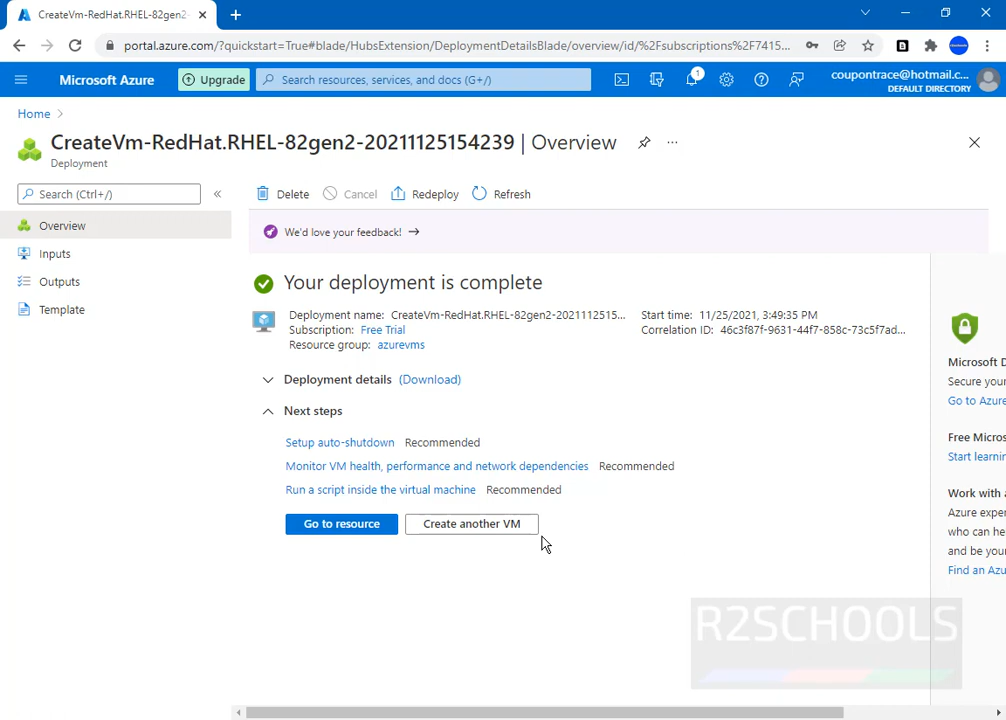 CreateVm-RedHat.RHEL-82gen2-
portal.azure.com/?quickstart=True#blade/HubsExtension/DeploymentDetailsBlade/overview/id/%2Fsubscriptions%2F7415...
Microsoft Azure
Upgrade
Search resources, services, and docs (G+/)
1
coupontrace@hotmail.c...
DEFAULT DIRECTORY
Home
CreateVm-RedHat.RHEL-82gen2-20211125154239 | Overview
Deployment
Search (Ctrl+/)
Delete
Cancel
Redeploy
Refresh
Overview
Inputs
Outputs
Template
We'd love your feedback! →
Your deployment is complete
Deployment name: CreateVm-RedHat.RHEL-82gen2-2021112515...
Subscription: Free Trial
Resource group: azurevms
Start time: 11/25/2021, 3:49:35 PM
Correlation ID: 46c3f87f-9631-44f7-858c-73c5f7ad...
Deployment details (Download)
Next steps
Setup auto-shutdown Recommended
Monitor VM health, performance and network dependencies Recommended
Run a script inside the virtual machine Recommended
Go to resource
Create another VM
Microsoft D
Secure your
Go to Azure
Free Micros
Start learnin
Work with a
Azure exper
who can he
and be your
Find an Azu
R2SCHOOLS